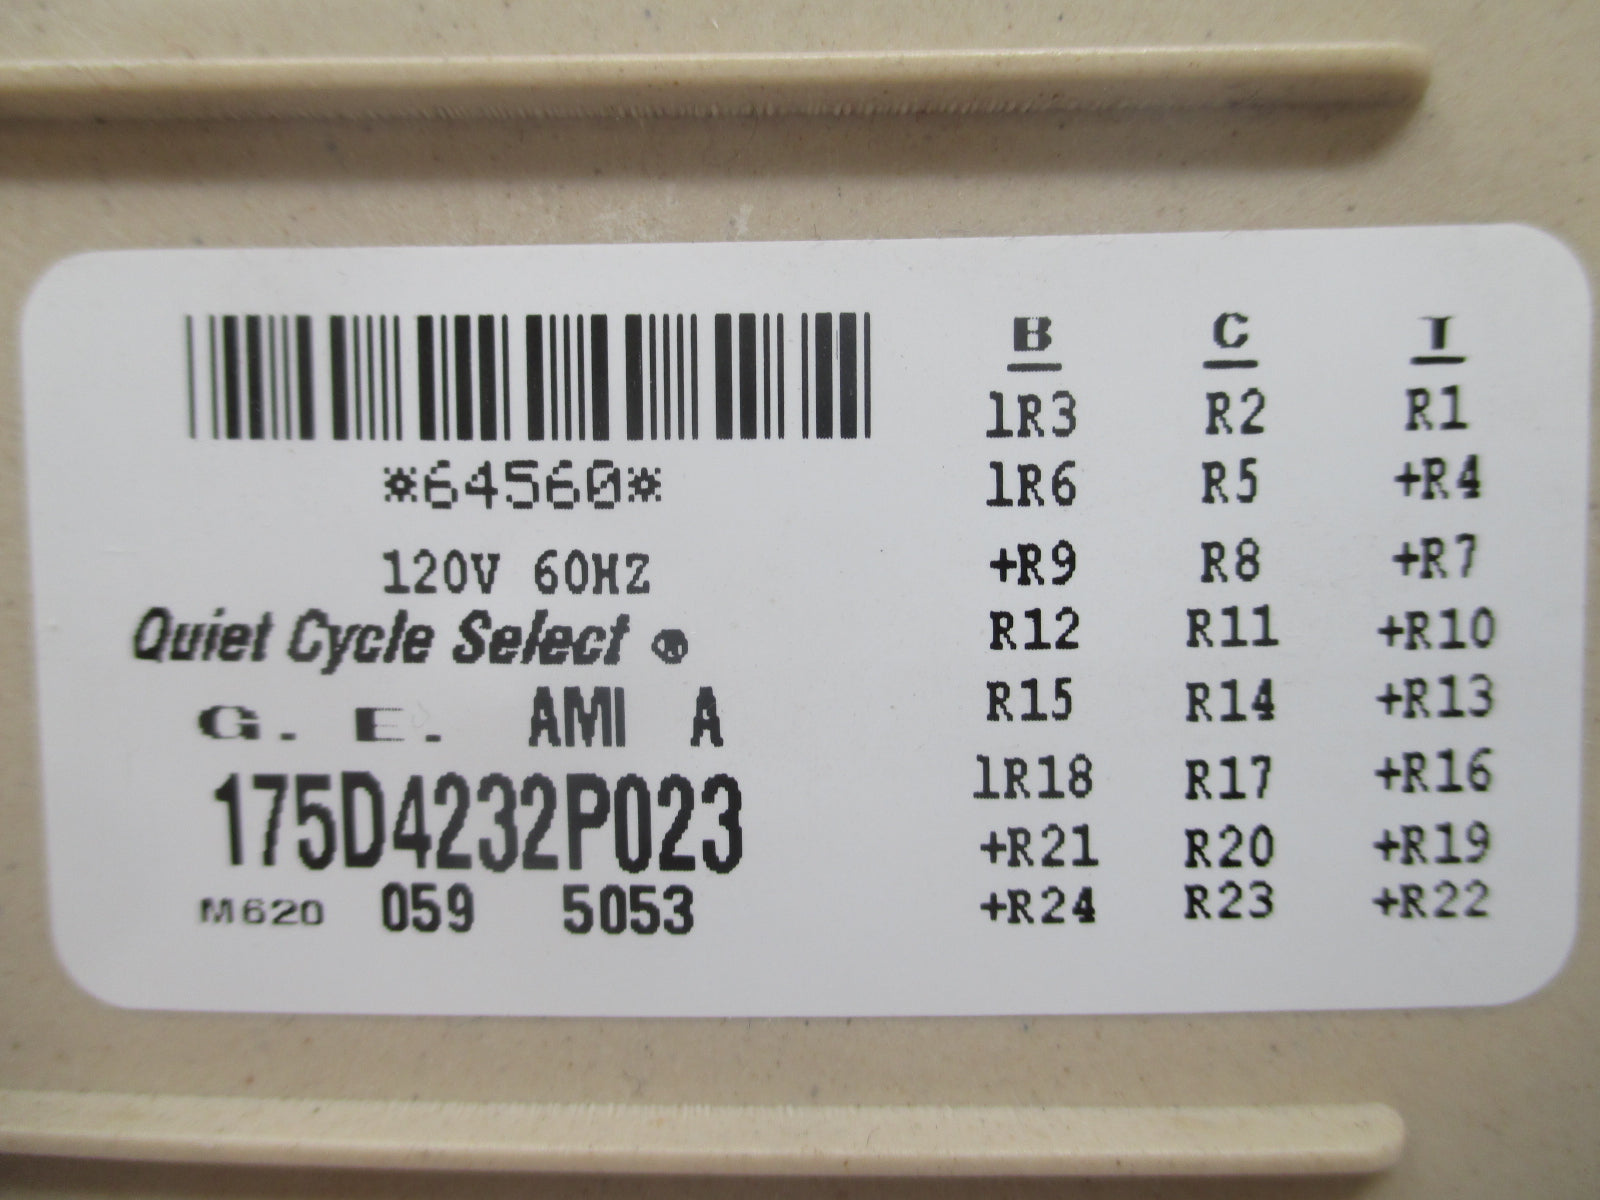 *64560*
120V 60HZ
Quiet Cycle Select ®
G. E. AMI A
175D4232P023
M620 059 5053
B C T
1R3 R2 R1
1R6 R5 +R4
+R9 R8 +R7
R12 R11 +R10
R15 R14 +R13
1R18 R17 +R16
+R21 R20 +R19
+R24 R23 +R22